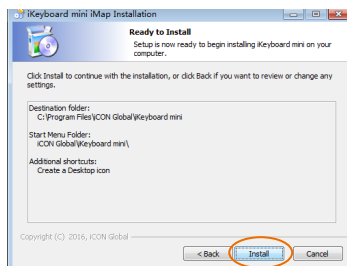 iKeyboard mini iMap Installation
Ready to Install
Setup is now ready to begin installing iKeyboard mini on your
computer.
Click Install to continue with the installation, or click Back if you want to review or change any
settings.
Destination folder:
C:\Program Files\iCON Global\iKeyboard mini
Start Menu Folder:
iCON Global\iKeyboard mini\
Additional shortcuts:
Create a Desktop icon
Copyright (C) 2016, iCON Global
< Back
Install
Cancel